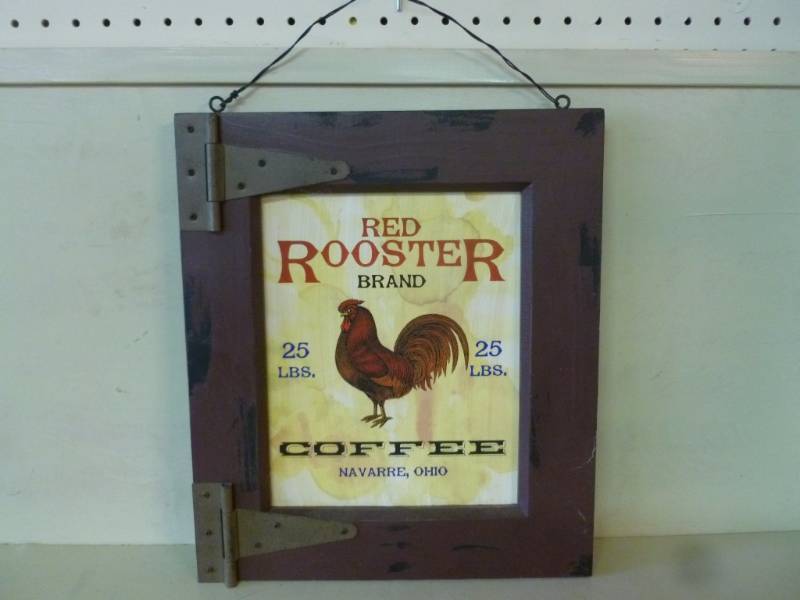 RED
ROOSTER
BRAND
25 LBS.
25 LBS.
COFFEE
NAVARRE, OHIO